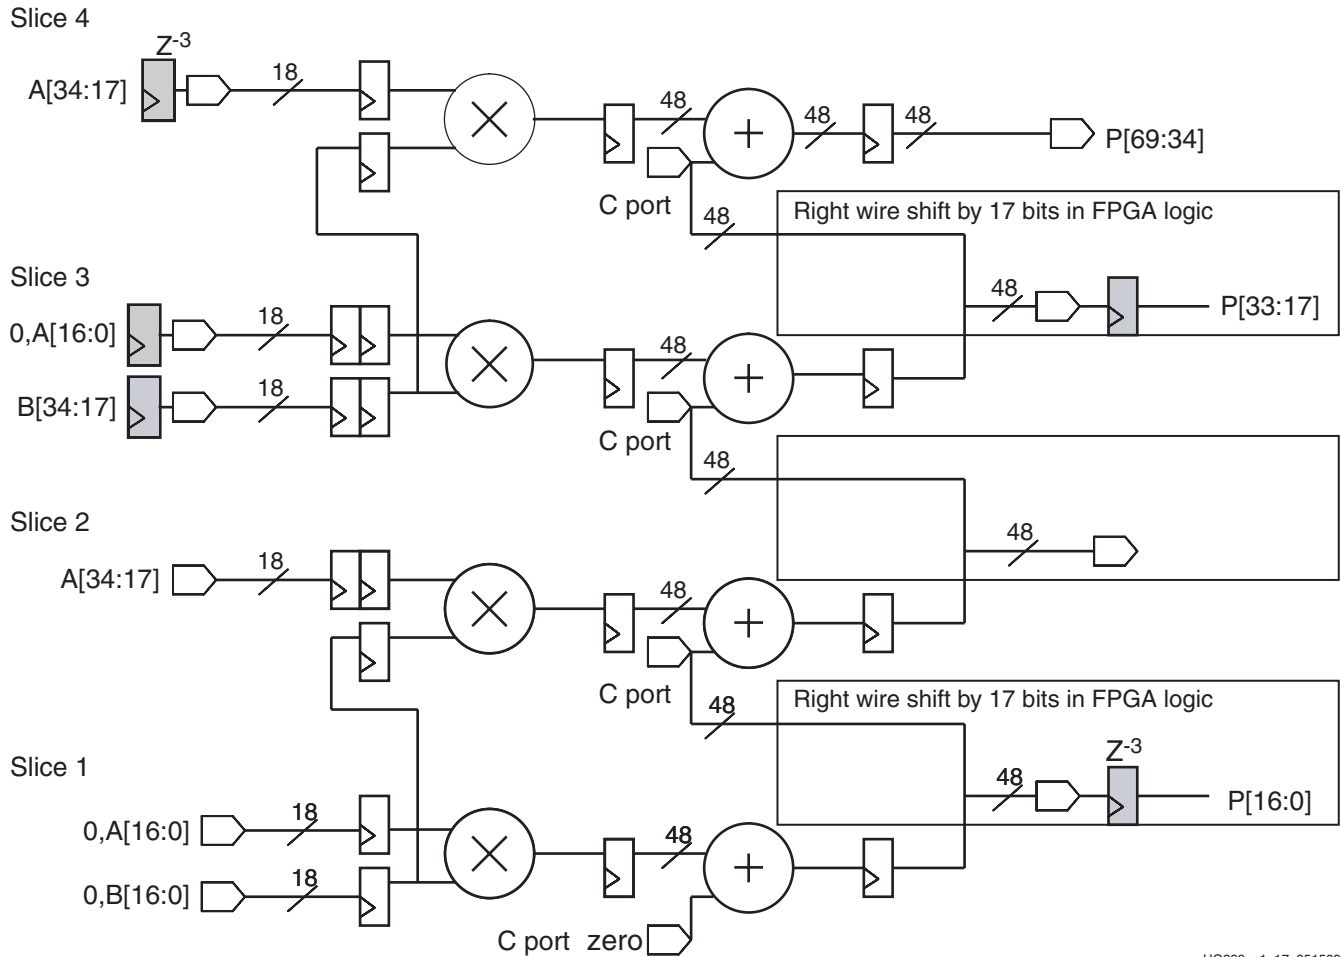 Slice 4
Z-3
A[34:17]
18
48
48
48
P[69:34]
C port
48
Right wire shift by 17 bits in FPGA logic
Slice 3
0,A[16:0]
18
48
48
P[33:17]
B[34:17]
18
C port
48
Slice 2
A[34:17]
18
48
48
C port
48
Right wire shift by 17 bits in FPGA logic
Slice 1
Z-3
0,A[16:0]
18
48
48
P[16:0]
0,B[16:0]
18
C port zero